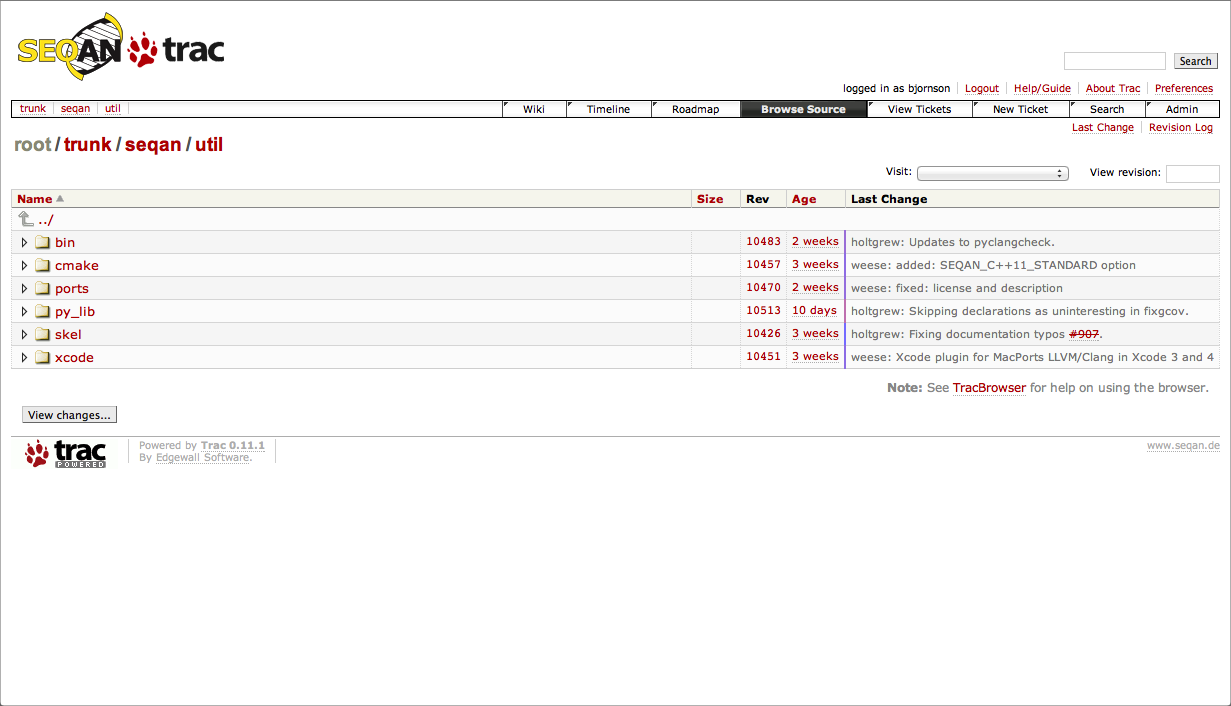 SEQAN trac
Search
logged in as bjornson Logout Help/Guide About Trac Preferences
trunk seqan util Wiki Timeline Roadmap Browse Source View Tickets New Ticket Search Admin
Last Change Revision Log
root/trunk/seqan/util
Visit: View revision:
Name Size Rev Age Last Change
../
bin 10483 2 weeks holtgrew: Updates to pyclangcheck.
cmake 10457 3 weeks weese: added: SEQAN_C++11_STANDARD option
ports 10470 2 weeks weese: fixed: license and description
py_lib 10513 10 days holtgrew: Skipping declarations as uninteresting in fixgcov.
skel 10426 3 weeks holtgrew: Fixing documentation typos #907.
xcode 10451 3 weeks weese: Xcode plugin for MacPorts LLVM/Clang in Xcode 3 and 4
Note: See TracBrowser for help on using the browser.
View changes...
trac POWERED
Powered by Trac 0.11.1
By Edgewall Software.
www.seqan.de